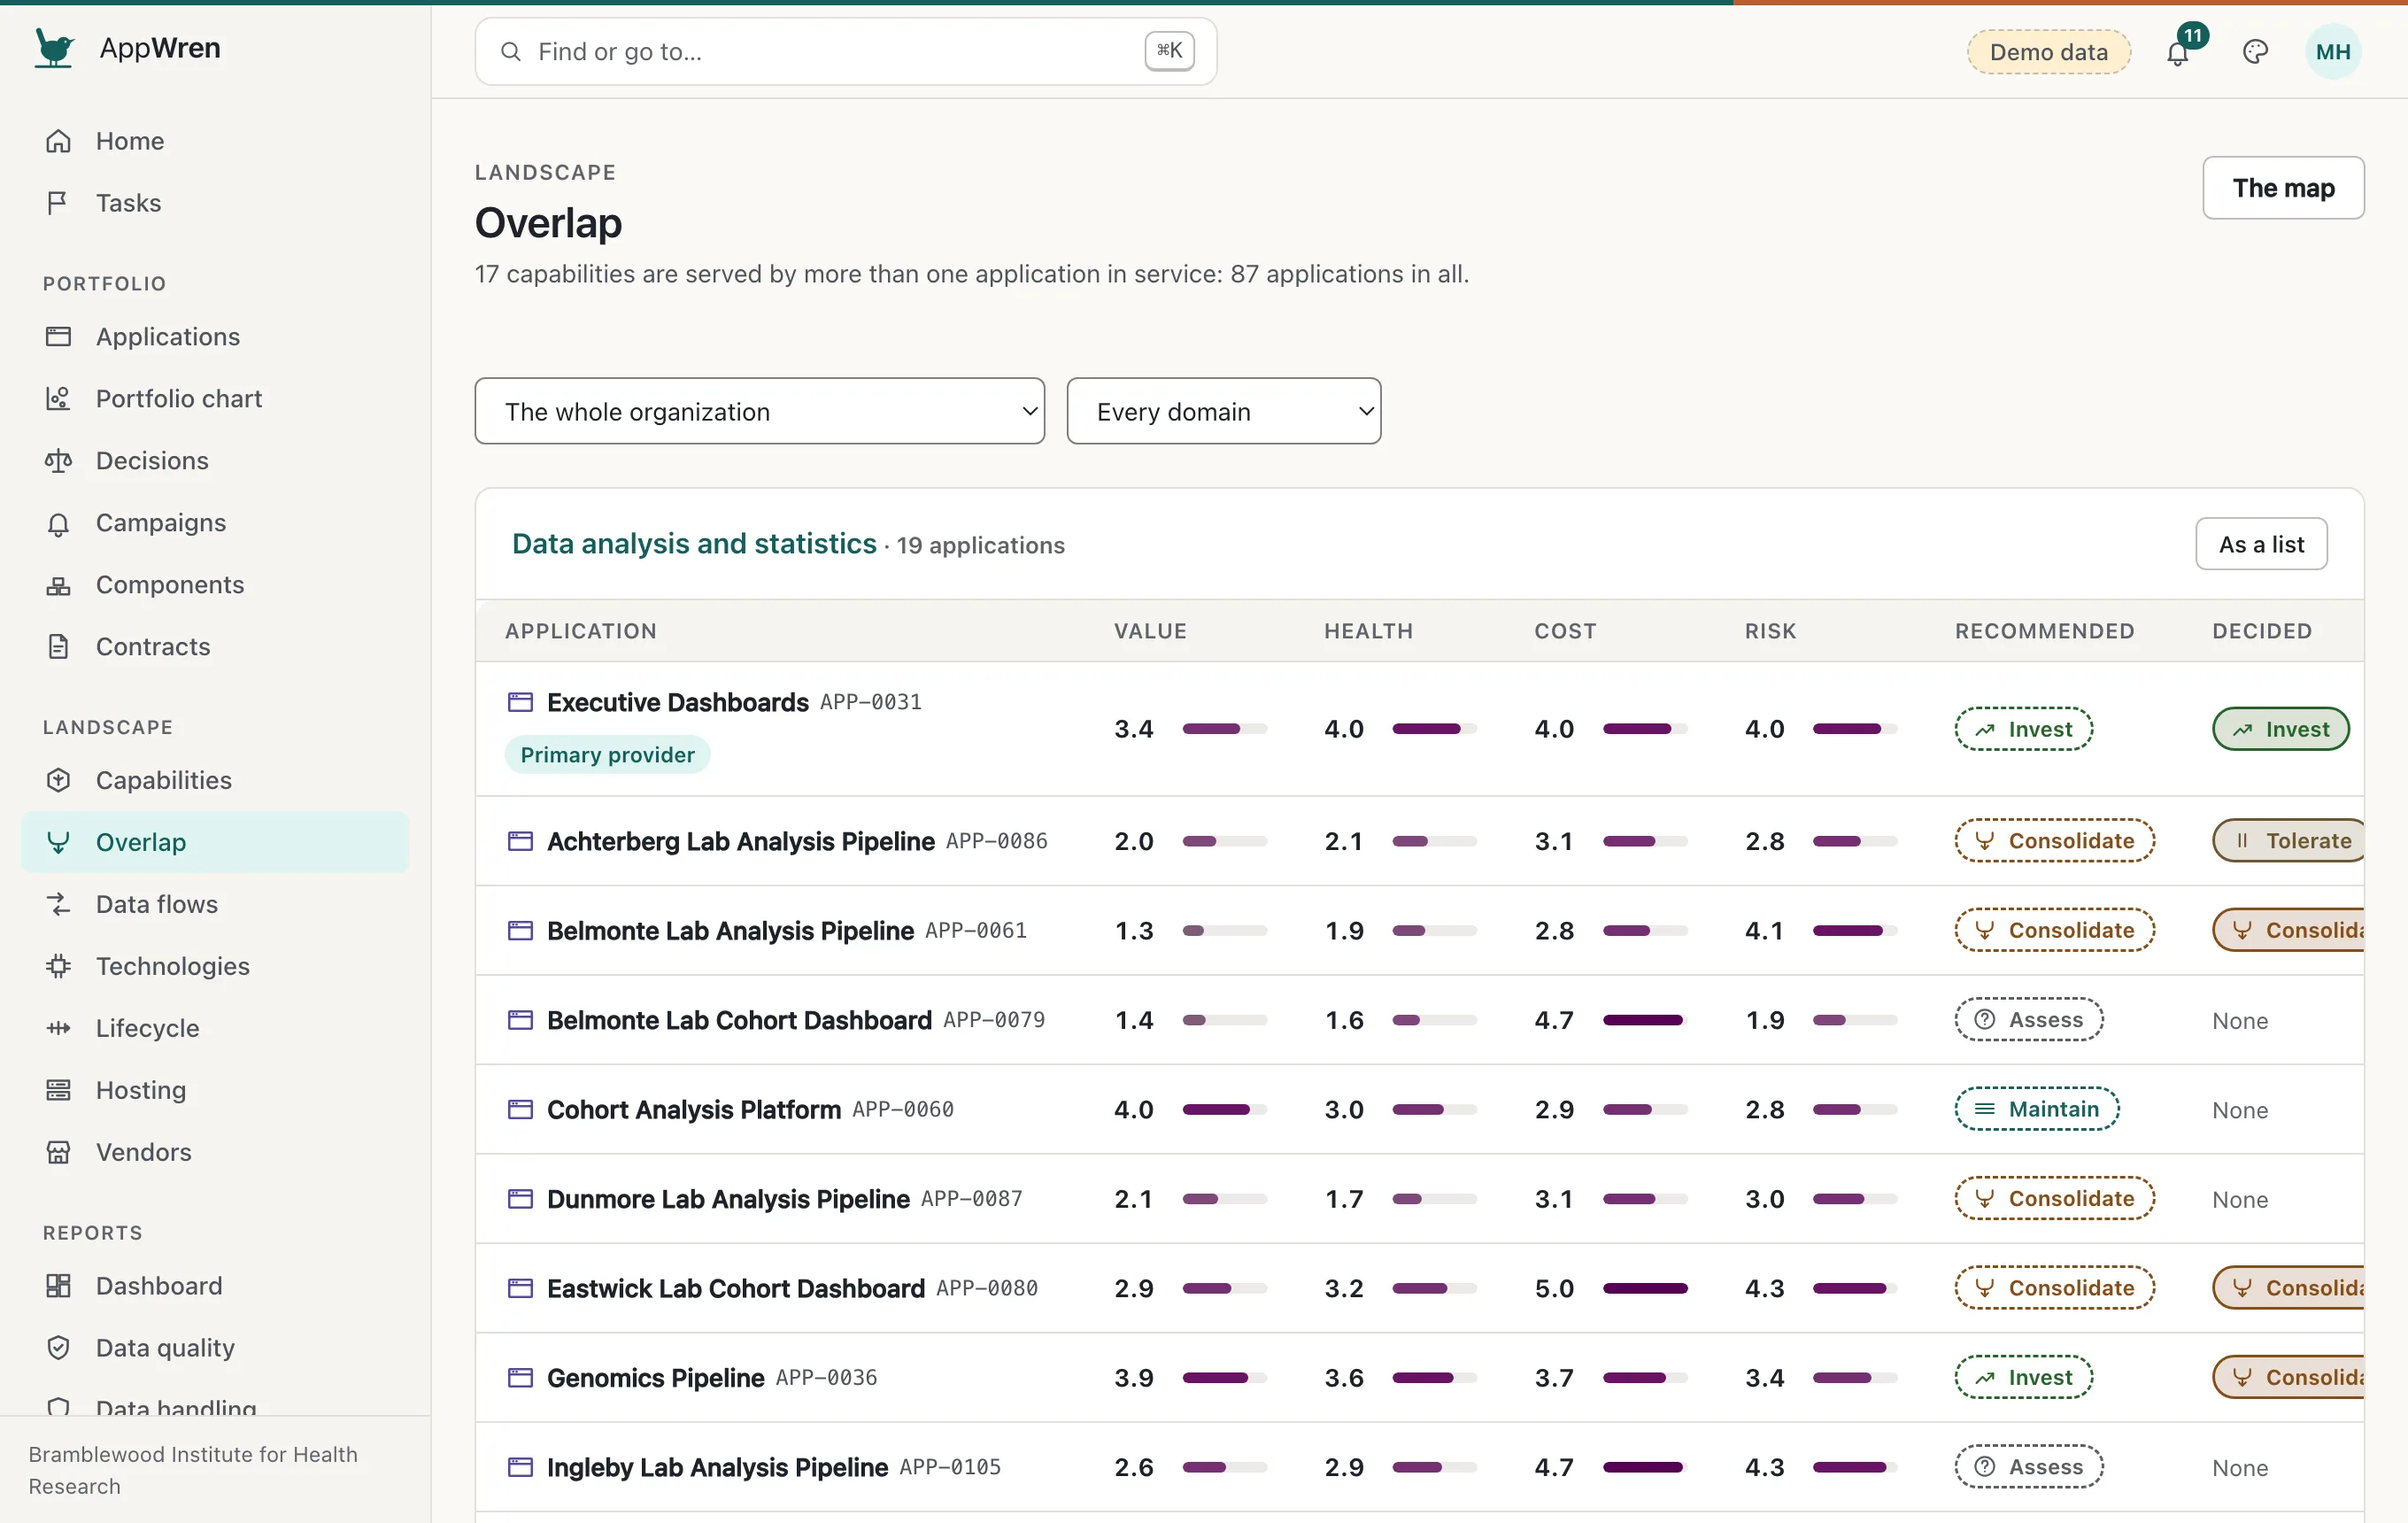 AppWren
Find or go to...
⌘K
Demo data
11
MH
Home
Tasks
PORTFOLIO
Applications
Portfolio chart
Decisions
Campaigns
Components
Contracts
LANDSCAPE
Capabilities
Overlap
Data flows
Technologies
Lifecycle
Hosting
Vendors
REPORTS
Dashboard
Data quality
Data handling
Bramblewood Institute for Health
Research
LANDSCAPE
Overlap
17 capabilities are served by more than one application in service: 87 applications in all.
The map
The whole organization
Every domain
Data analysis and statistics · 19 applications
As a list
APPLICATION VALUE HEALTH COST RISK RECOMMENDED DECIDED
Executive Dashboards APP-0031
Primary provider
3.4 4.0 4.0 4.0 Invest Invest
Achterberg Lab Analysis Pipeline APP-0086 2.0 2.1 3.1 2.8 Consolidate Tolerate
Belmonte Lab Analysis Pipeline APP-0061 1.3 1.9 2.8 4.1 Consolidate Consolida
Belmonte Lab Cohort Dashboard APP-0079 1.4 1.6 4.7 1.9 Assess None
Cohort Analysis Platform APP-0060 4.0 3.0 2.9 2.8 Maintain None
Dunmore Lab Analysis Pipeline APP-0087 2.1 1.7 3.1 3.0 Consolidate None
Eastwick Lab Cohort Dashboard APP-0080 2.9 3.2 5.0 4.3 Consolidate Consolida
Genomics Pipeline APP-0036 3.9 3.6 3.7 3.4 Invest Consolida
Ingleby Lab Analysis Pipeline APP-0105 2.6 2.9 4.7 4.3 Assess None